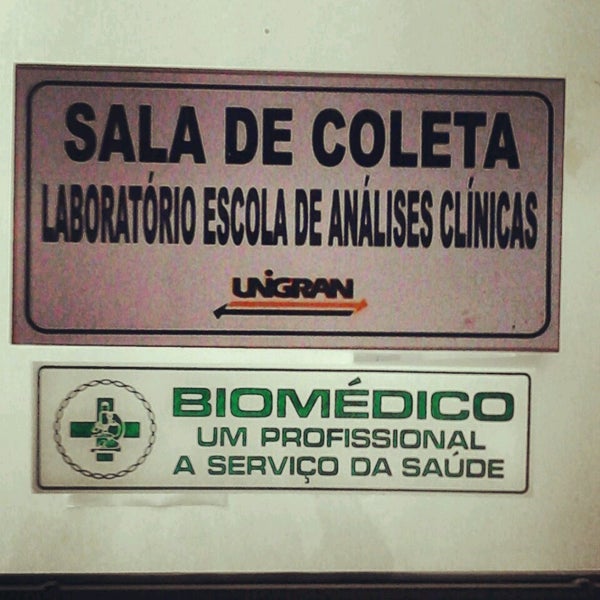 SALA DE COLETA
LABORATÓRIO ESCOLA DE ANÁLISES CLÍNICAS
UNIGRAN
BIOMÉDICO
UM PROFISSIONAL
A SERVIÇO DA SAÚDE